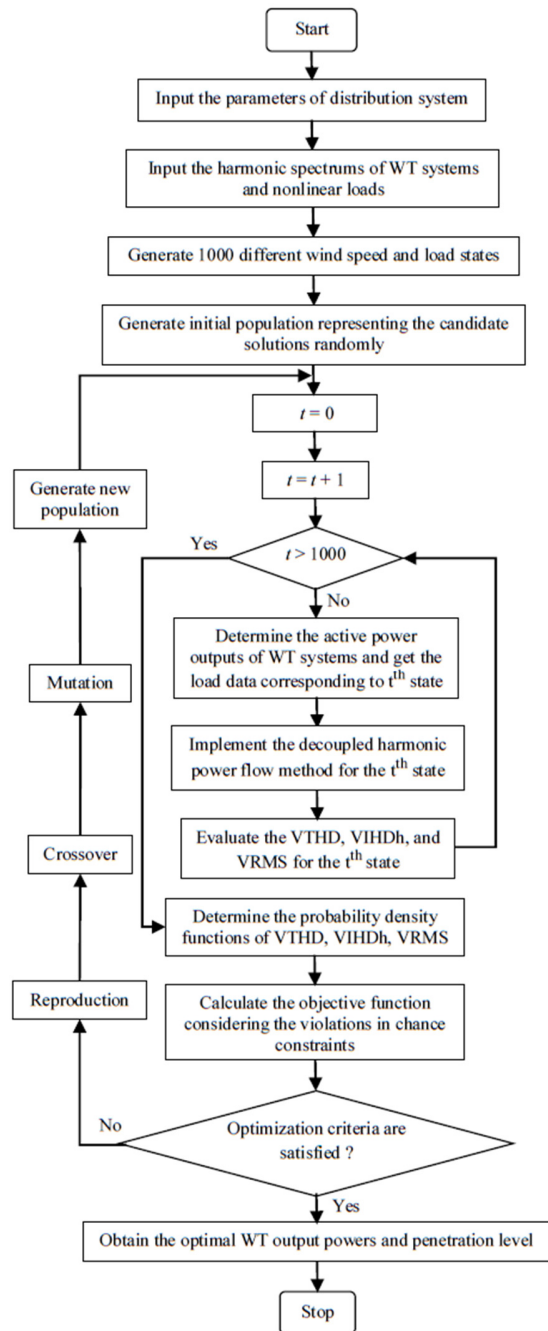 Start
Input the parameters of distribution system
Input the harmonic spectrums of WT systems
and nonlinear loads
Generate 1000 different wind speed and load states
Generate initial population representing the candidate
solutions randomly
t = 0
t = t + 1
Generate new
population
Yes
t > 1000
No
Determine the active power
outputs of WT systems and get the
load data corresponding to tth state
Mutation
Implement the decoupled harmonic
power flow method for the tth state
Evaluate the VTHD, VIHDh, and
VRMS for the tth state
Crossover
Determine the probability density
functions of VTHD, VIHDh, VRMS
Reproduction
Calculate the objective function
considering the violations in chance
constraints
No
Optimization criteria are
satisfied ?
Yes
Obtain the optimal WT output powers and penetration level
Stop